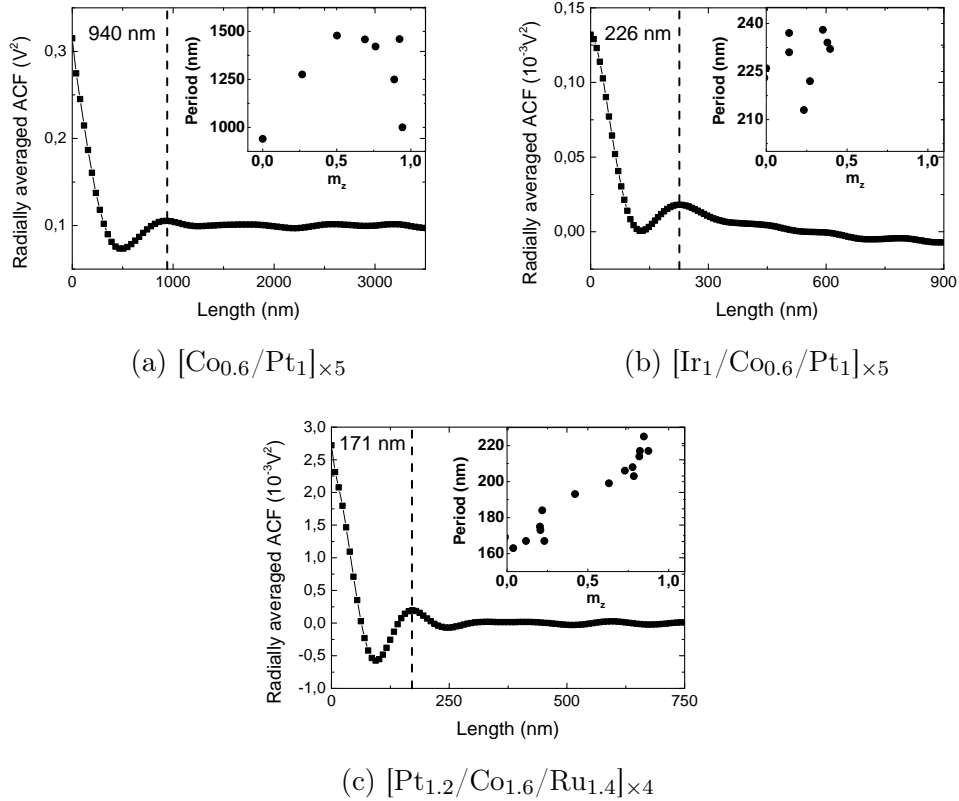 940 nm
0,3
0,2
0,1
Radially averaged ACF (V²)
0
1000
2000
3000
Length (nm)
1500
1250
1000
Period (nm)
0,0
0,5
1,0
m_z
(a) [Co₀.₆/Pt₁]×₅
226 nm
0,15
0,10
0,05
0,00
Radially averaged ACF (10⁻³V²)
0
300
600
900
Length (nm)
240
225
210
Period (nm)
0,0
0,5
1,0
m_z
(b) [Ir₁/Co₀.₆/Pt₁]×₅
171 nm
3,0
2,5
2,0
1,5
1,0
0,5
0,0
-0,5
-1,0
Radially averaged ACF (10⁻³V²)
0
250
500
750
Length (nm)
220
200
180
160
Period (nm)
0,0
0,5
1,0
m_z
(c) [Pt₁.₂/Co₁.₆/Ru₁.₄]×₄